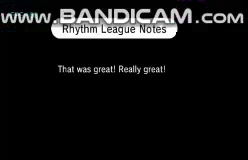 www.BANDICAM.com
Rhythm League Notes
That was great! Really great!